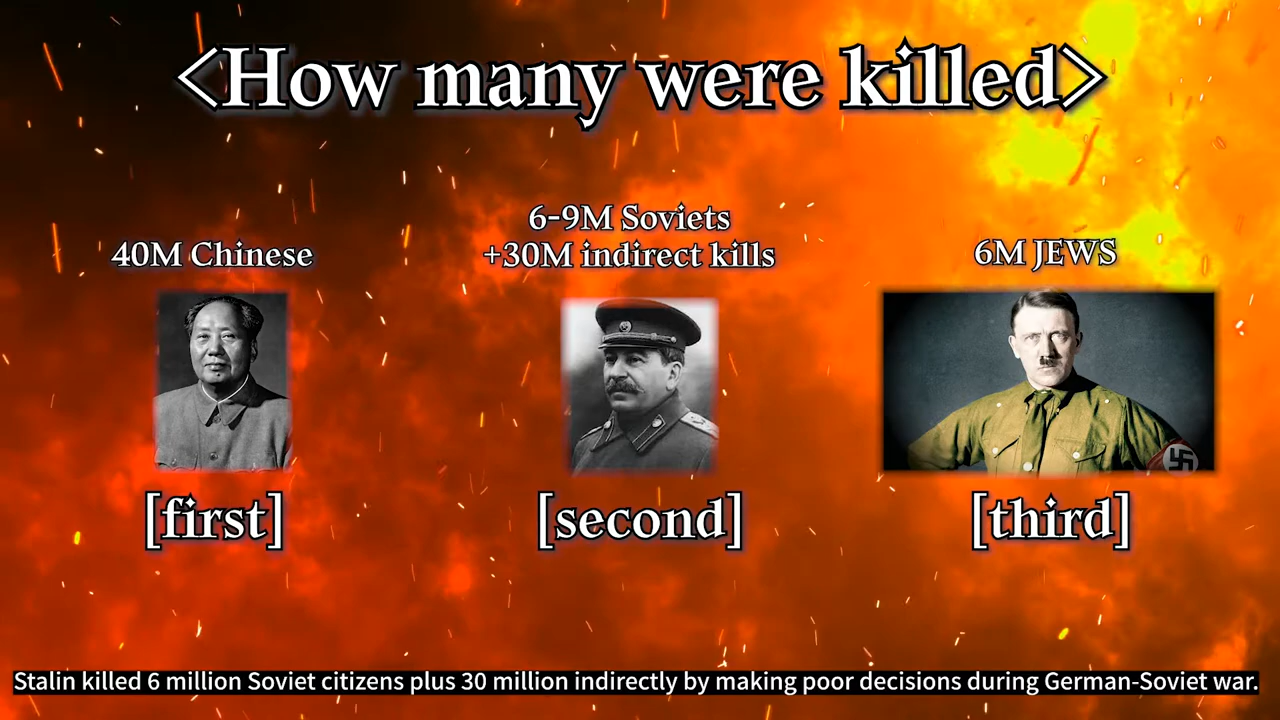 <How many were killed>
40M Chinese
6-9M Soviets
+30M indirect kills
6M JEWS
[first]
[second]
[third]
Stalin killed 6 million Soviet citizens plus 30 million indirectly by making poor decisions during German-Soviet war.